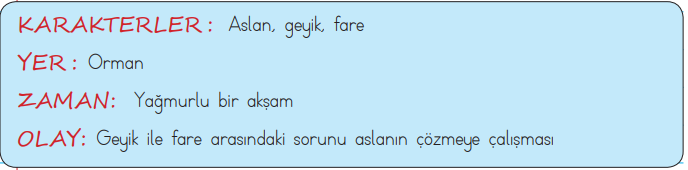 KARAKTERLER : Aslan, geyik, fare
YER : Orman
ZAMAN: Yağmurlu bir akşam
OLAY: Geyik ile fare arasındaki sorunu aslanın çözmeye çalışması